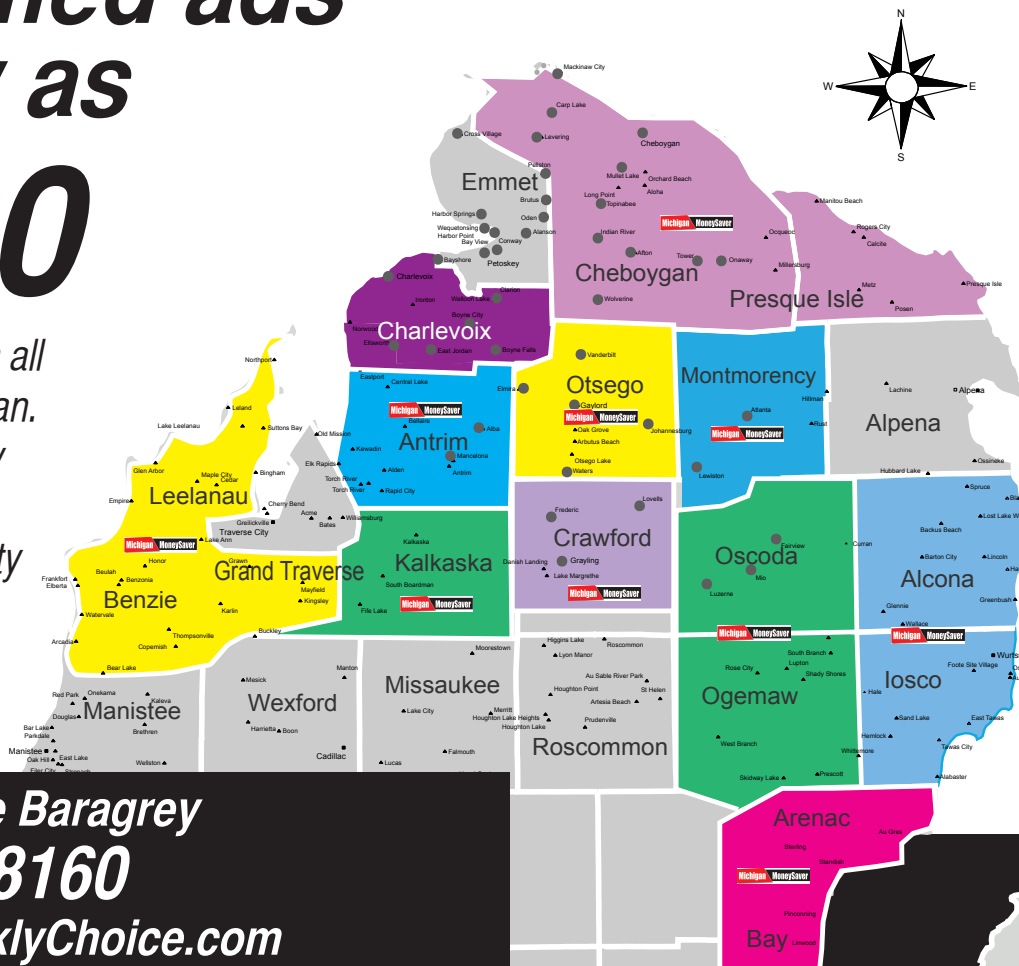 as
0
all
an.
y
ty
e Baragrey
8160
klyChoice.com
N
W
E
S
Mackinaw City
Carp Lake
Cross Village
Levering
Cheboygan
Pellston
Mullet Lake
Orchard Beach
Aloha
Emmet
Long Point
Topinabee
Brutus
Manitou Beach
Harbor Springs
Oden
Michigan MoneySaver
Wequetonsing
Harbor Point
Alanson
Indian River
Ocqueoc
Rogers City
Calcite
Bay View
Conway
Afton
Tower
Onaway
Bayshore
Petoskey
Millersburg
Cheboygan
Charlevoix
Presque Isle
Metz
Clarion
Walloon Lake
Ironton
Wolverine
Presque Isle
Posen
Boyne City
Norwood
Charlevoix
Ellsworth
East Jordan
Boyne Falls
Vanderbilt
Northport
Eastport
Central Lake
Elmira
Otsego
Montmorency
Lachine
Alpena
Hillman
Leland
Michigan MoneySaver
Gaylord
Michigan MoneySaver
Atlanta
Rust
Alpena
Lake Leelanau
Suttons Bay
Old Mission
Bellaire
Alba
Johannesburg
Michigan MoneySaver
Antrim
Oak Grove
Arbutus Beach
Kewadin
Mancelona
Otsego Lake
Ossineke
Glen Arbor
Elk Rapids
Alden
Antrim
Waters
Lewiston
Hubbard Lake
Maple City
Cedar
Bingham
Torch River
Torch River
Rapid City
Leelanau
Empire
Spruce
Cherry Bend
Lovells
Greilickville
Acme
Bates
Williamsburg
Frederic
Lost Lake W
Traverse City
Backus Beach
Lake Ann
Kalkaska
Crawford
Fairview
Curran
Michigan MoneySaver
Kalkaska
Oscoda
Barton City
Lincoln
Honor
Grawn
Danish Landing
Grayling
Beulah
Grand Traverse
Lake Margrethe
Mio
Alcona
Frankfort
Elberta
Benzonia
South Boardman
Luzerne
Benzie
Mayfield
Kingsley
Michigan MoneySaver
Michigan MoneySaver
Greenbush
Watervale
Karlin
Fife Lake
Glennie
Arcadia
Thompsonville
Buckley
Michigan MoneySaver
Wallace
Michigan MoneySaver
Copemish
Higgins Lake
Roscommon
Bear Lake
Moorestown
Lyon Manor
South Branch
Lupton
Wurts
Manton
Rose City
Shady Shores
Foote Site Village
Mesick
Missaukee
Au Sable River Park
Iosco
Red Park
Onekama
Kaleva
Wexford
Houghton Point
St Helen
Artesia Beach
Ogemaw
Hale
Douglas
Manistee
Lake City
Merritt
Houghton Lake Heights
Houghton Lake
Prudenville
Sand Lake
East Tawas
Bar Lake
Parkdale
Brethren
Harrietta
Boon
West Branch
Hemlock
Tawas City
Manistee
Cadillac
Falmouth
Roscommon
Whittemore
Oak Hill
East Lake
Wellston
Lucas
Skidway Lake
Prescott
Alabaster
Arenac
Au Gres
Sterling
Standish
Michigan MoneySaver
Pinconning
Bay
Linwood